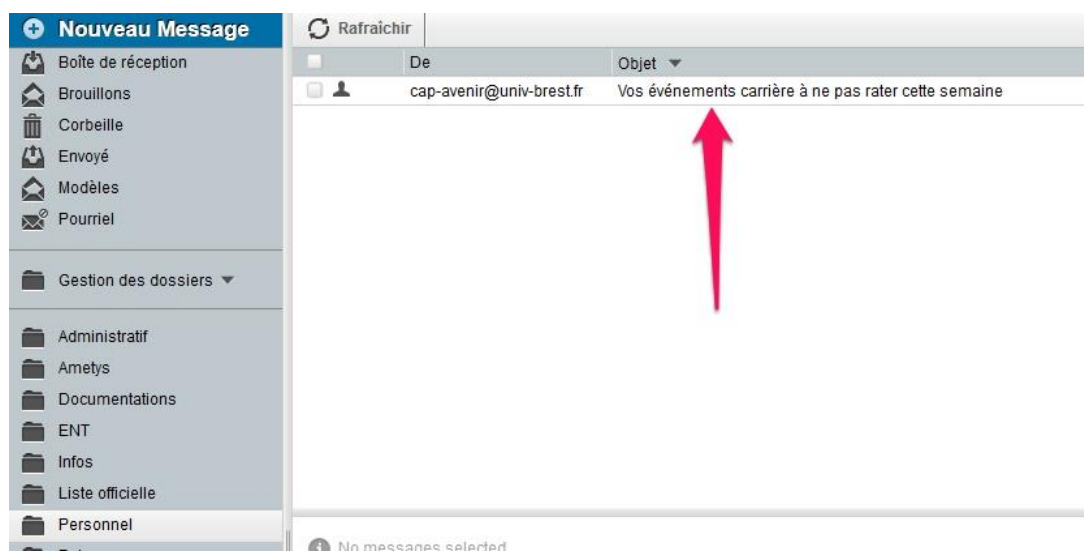 Nouveau Message
Boîte de réception
Brouillons
Corbeille
Envoyé
Modèles
Pourriel
Gestion des dossiers
Administratif
Ametys
Documentations
ENT
Infos
Liste officielle
Personnel
Rafraîchir
De Objet
cap-avenir@univ-brest.fr Vos événements carrière à ne pas rater cette semaine
No messages selected